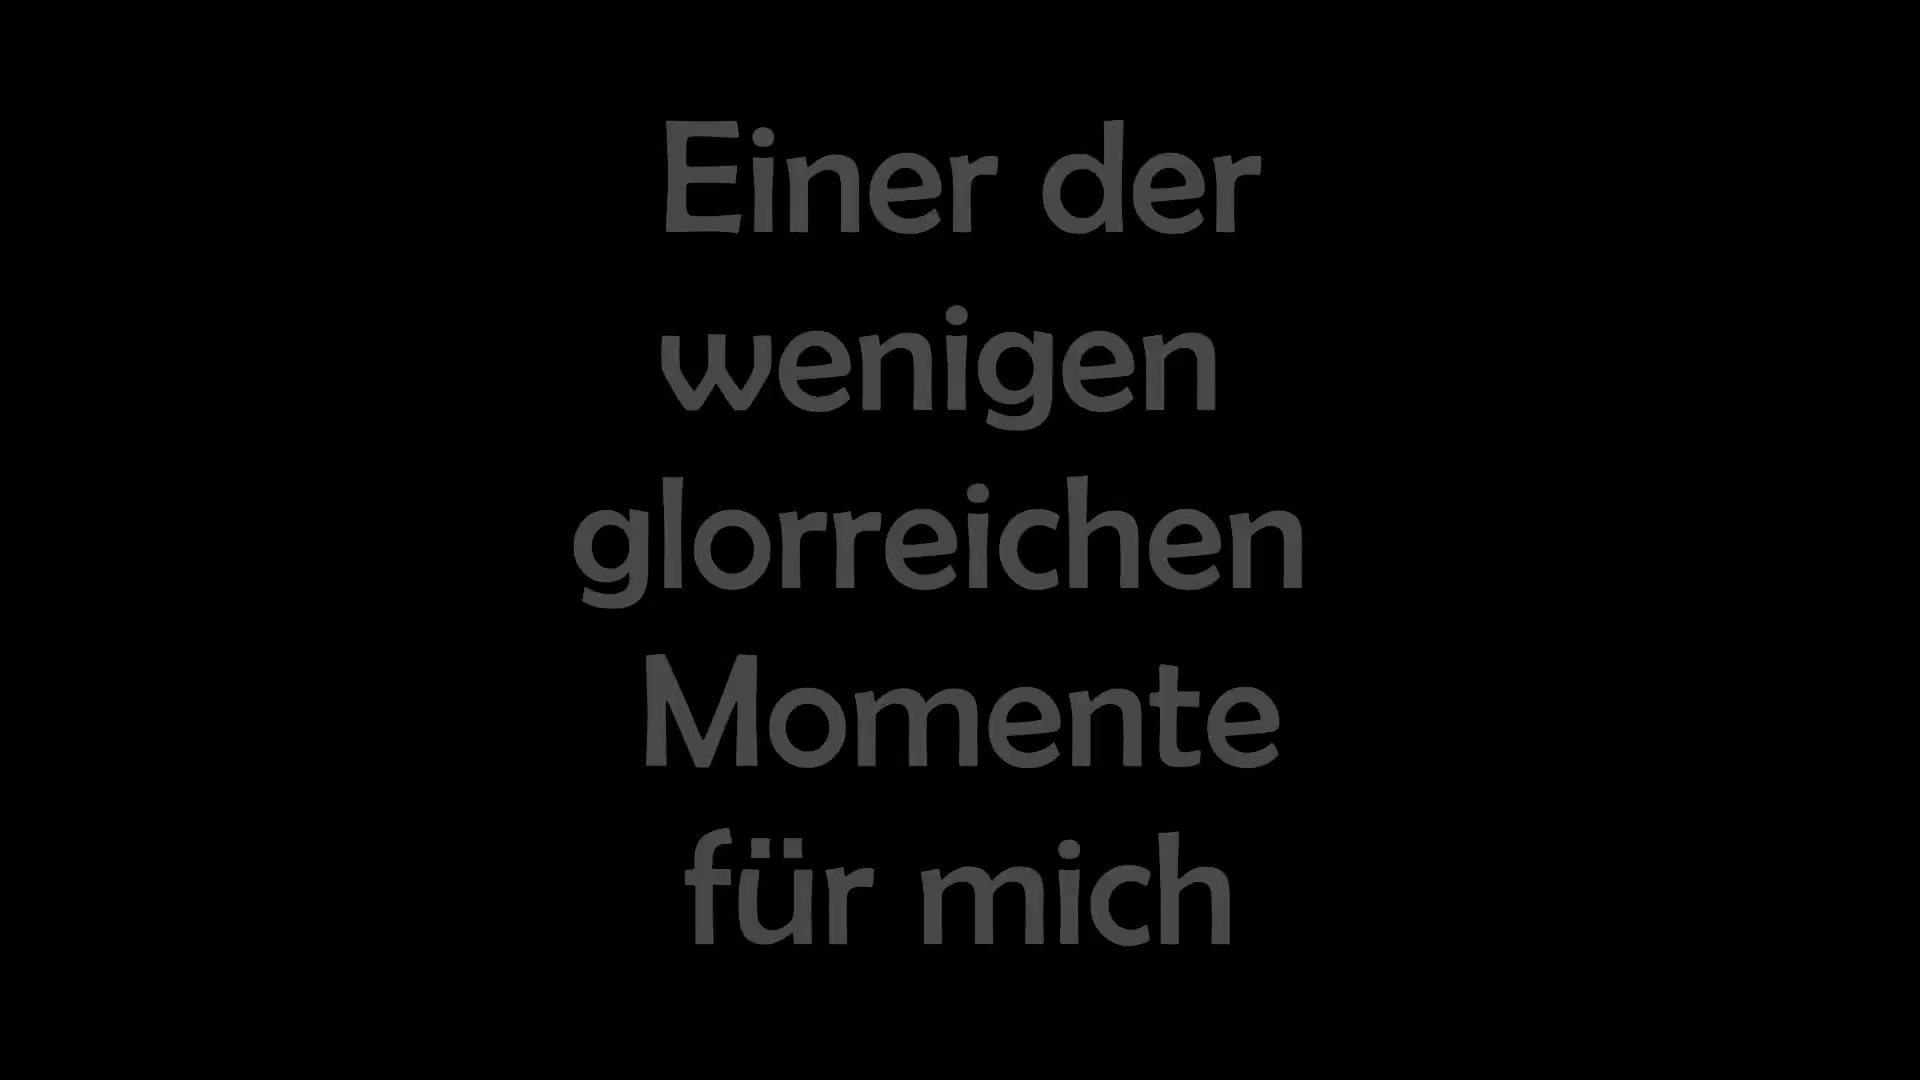 Einer der
wenigen
glorreichen
Momente
für mich